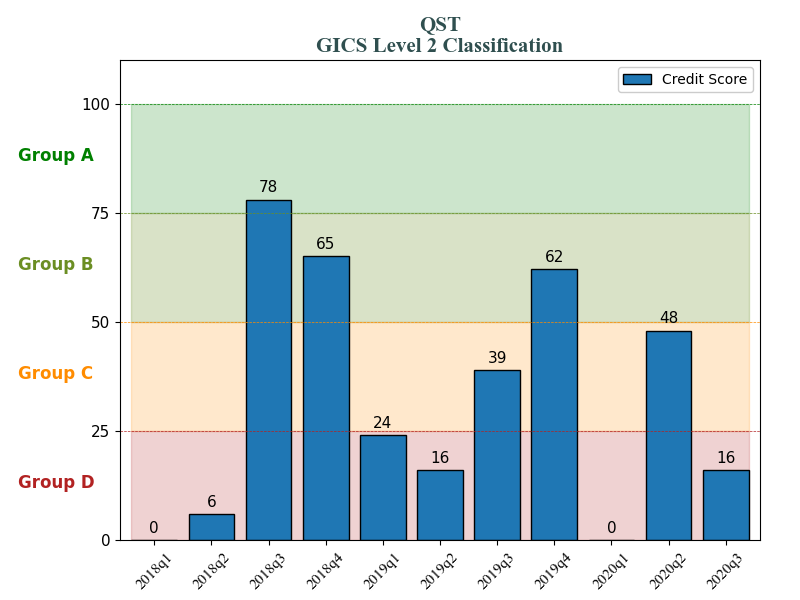 QST
GICS Level 2 Classification
Credit Score
100
Group A
78
75
65
62
Group B
50
48
39
Group C
25
24
16
16
Group D
6
0
0
0
2018q1
2018q2
2018q3
2018q4
2019q1
2019q2
2019q3
2019q4
2020q1
2020q2
2020q3